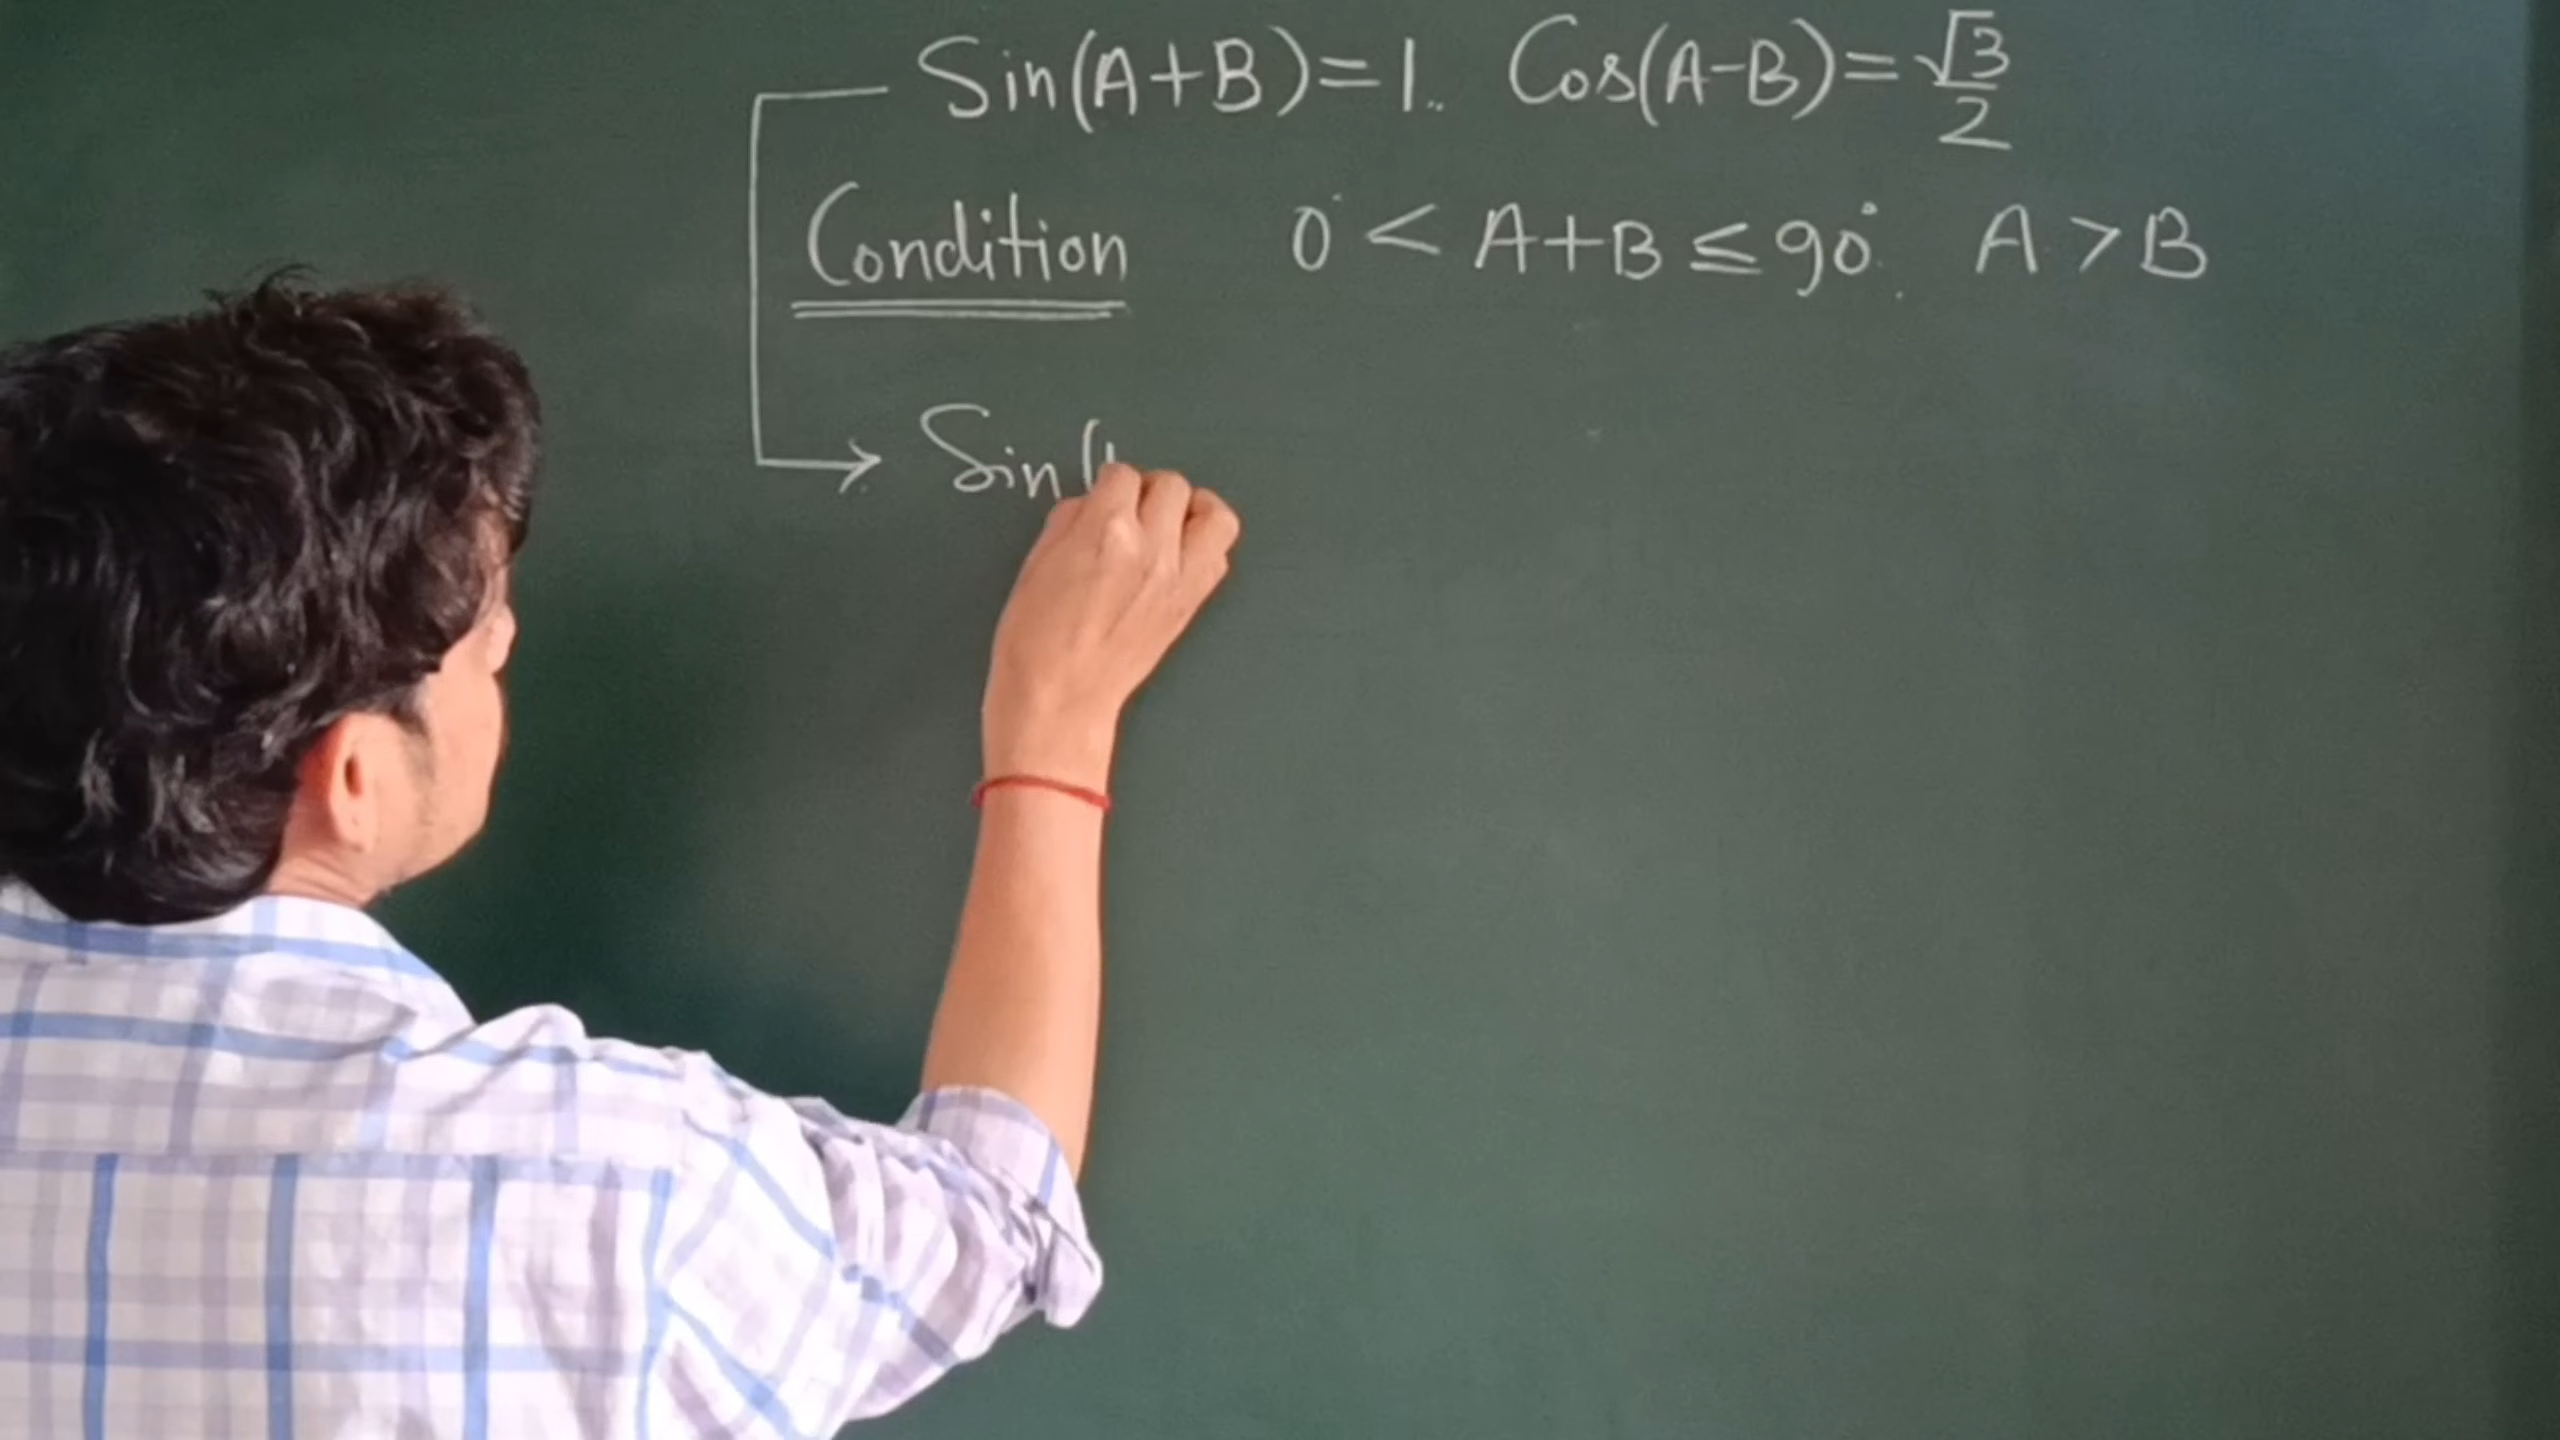 Sin(A+B)=1.. Cos(A-B)=√3/2
Condition 0° < A+B ≤ 90°. A > B
→ Sin(